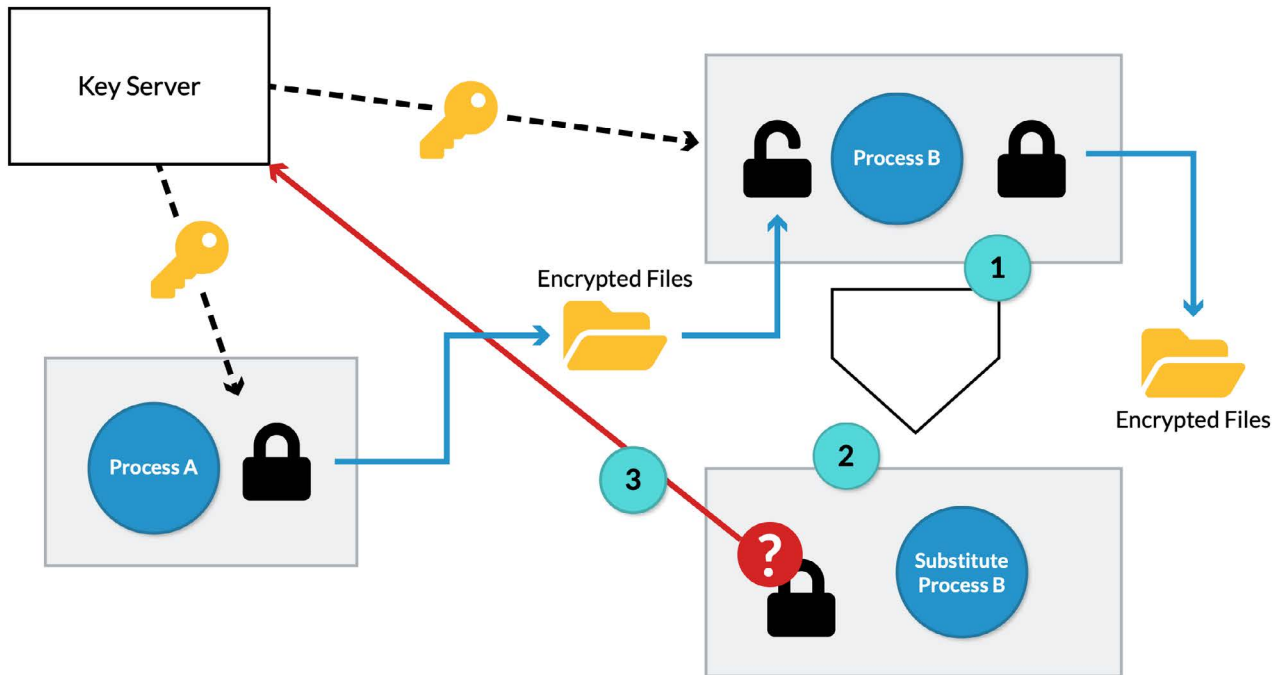 Key Server
Process B
1
Encrypted Files
Encrypted Files
Process A
2
3
?
Substitute
Process B